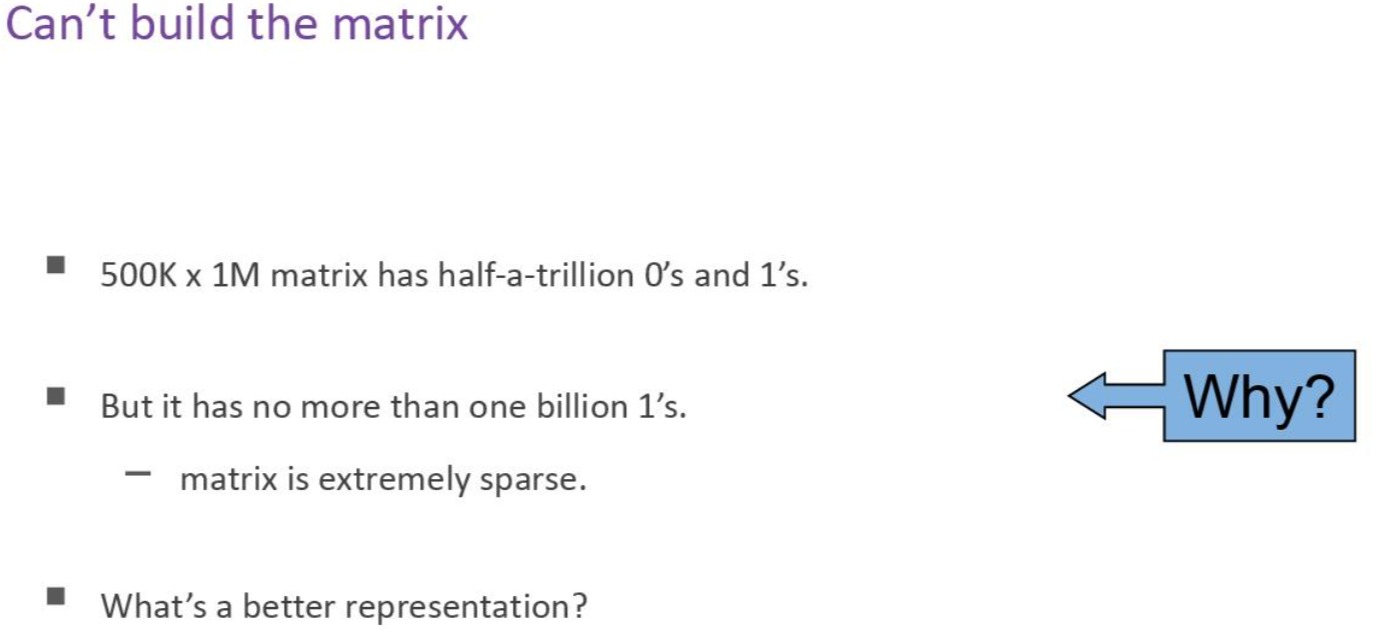 Can’t build the matrix
■ 500K x 1M matrix has half-a-trillion 0’s and 1’s.
■ But it has no more than one billion 1’s.
Why?
– matrix is extremely sparse.
■ What’s a better representation?